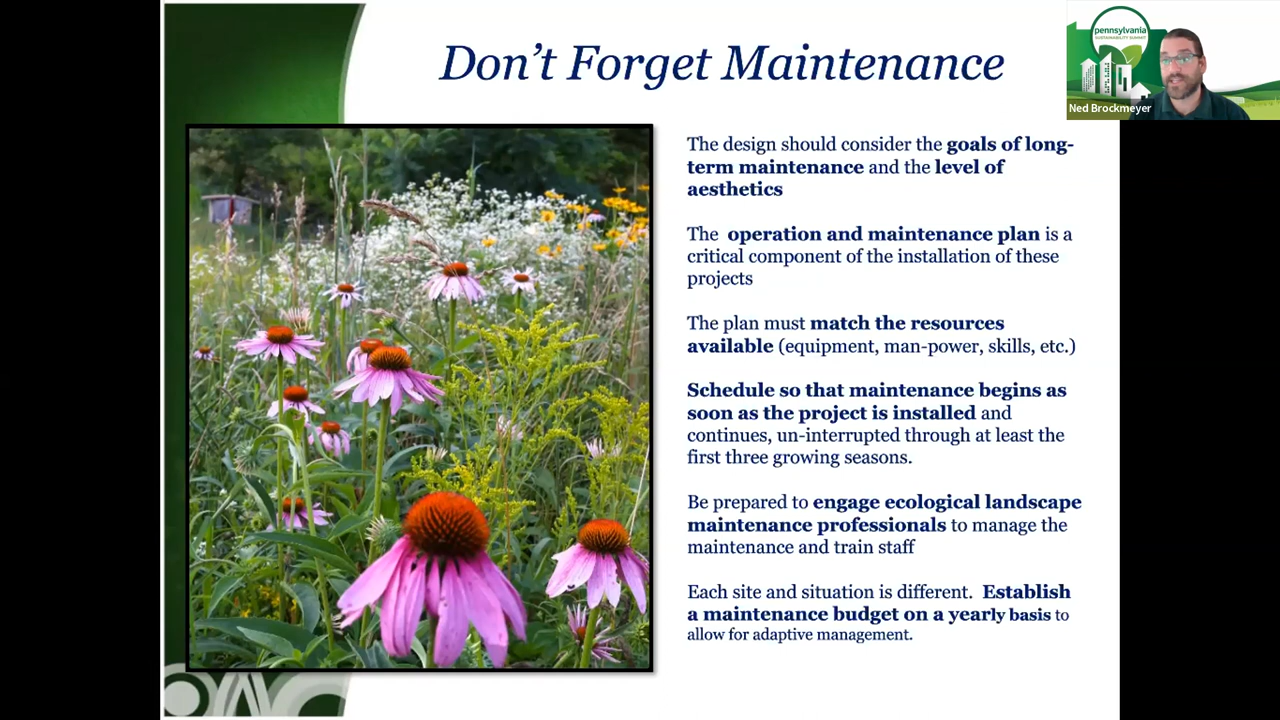 Don't Forget Maintenance
pennsylvania
SUSTAINABILITY SUMMIT
Ned Brockmeyer
The design should consider the goals of long-
term maintenance and the level of
aesthetics
The  operation and maintenance plan is a
critical component of the installation of these
projects
The plan must match the resources
available (equipment, man-power, skills, etc.)
Schedule so that maintenance begins as
soon as the project is installed and
continues, un-interrupted through at least the
first three growing seasons.
Be prepared to engage ecological landscape
maintenance professionals to manage the
maintenance and train staff
Each site and situation is different.  Establish
a maintenance budget on a yearly basis to
allow for adaptive management.